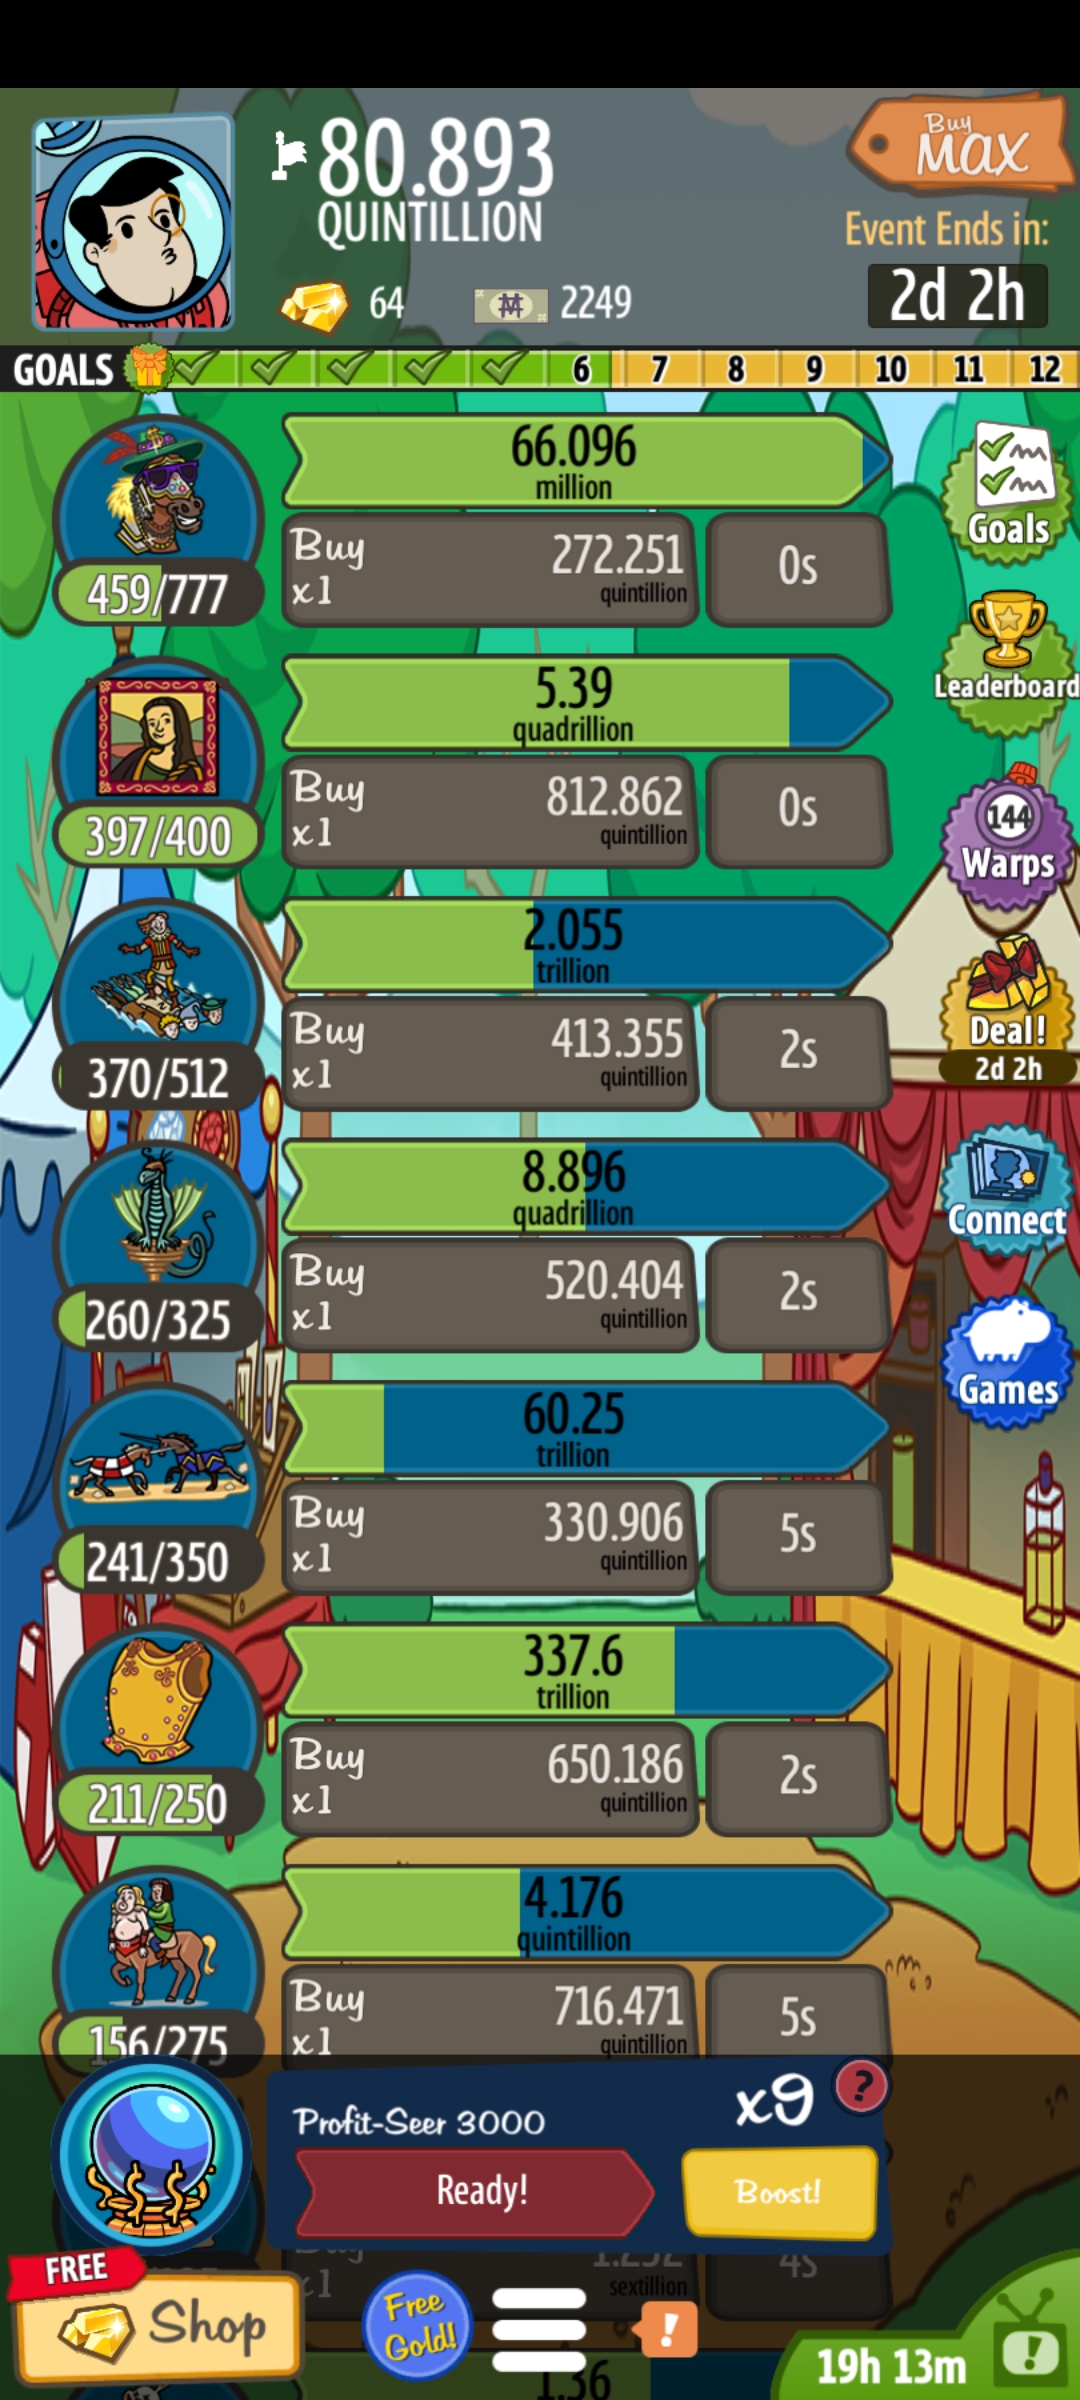 80.893
QUINTILLION
Buy
MAX
Event Ends in:
2d 2h
64
2249
GOALS
6
7
8
9
10
11
12
66.096
million
459/777
Buy
x1
272.251
quintillion
0s
Goals
5.39
quadrillion
397/400
Buy
x1
812.862
quintillion
0s
Leaderboard
144
Warps
2.055
trillion
370/512
Buy
x1
413.355
quintillion
2s
Deal!
2d 2h
8.896
quadrillion
260/325
Buy
x1
520.404
quintillion
2s
Connect
Games
60.25
trillion
241/350
Buy
x1
330.906
quintillion
5s
337.6
trillion
211/250
Buy
x1
650.186
quintillion
2s
4.176
quintillion
156/275
Buy
x1
716.471
quintillion
5s
Profit-Seer 3000
x9
?
Ready!
Boost!
x1
sextillion
4s
FREE
Shop
Free
Gold!
!
1.36
19h 13m
!